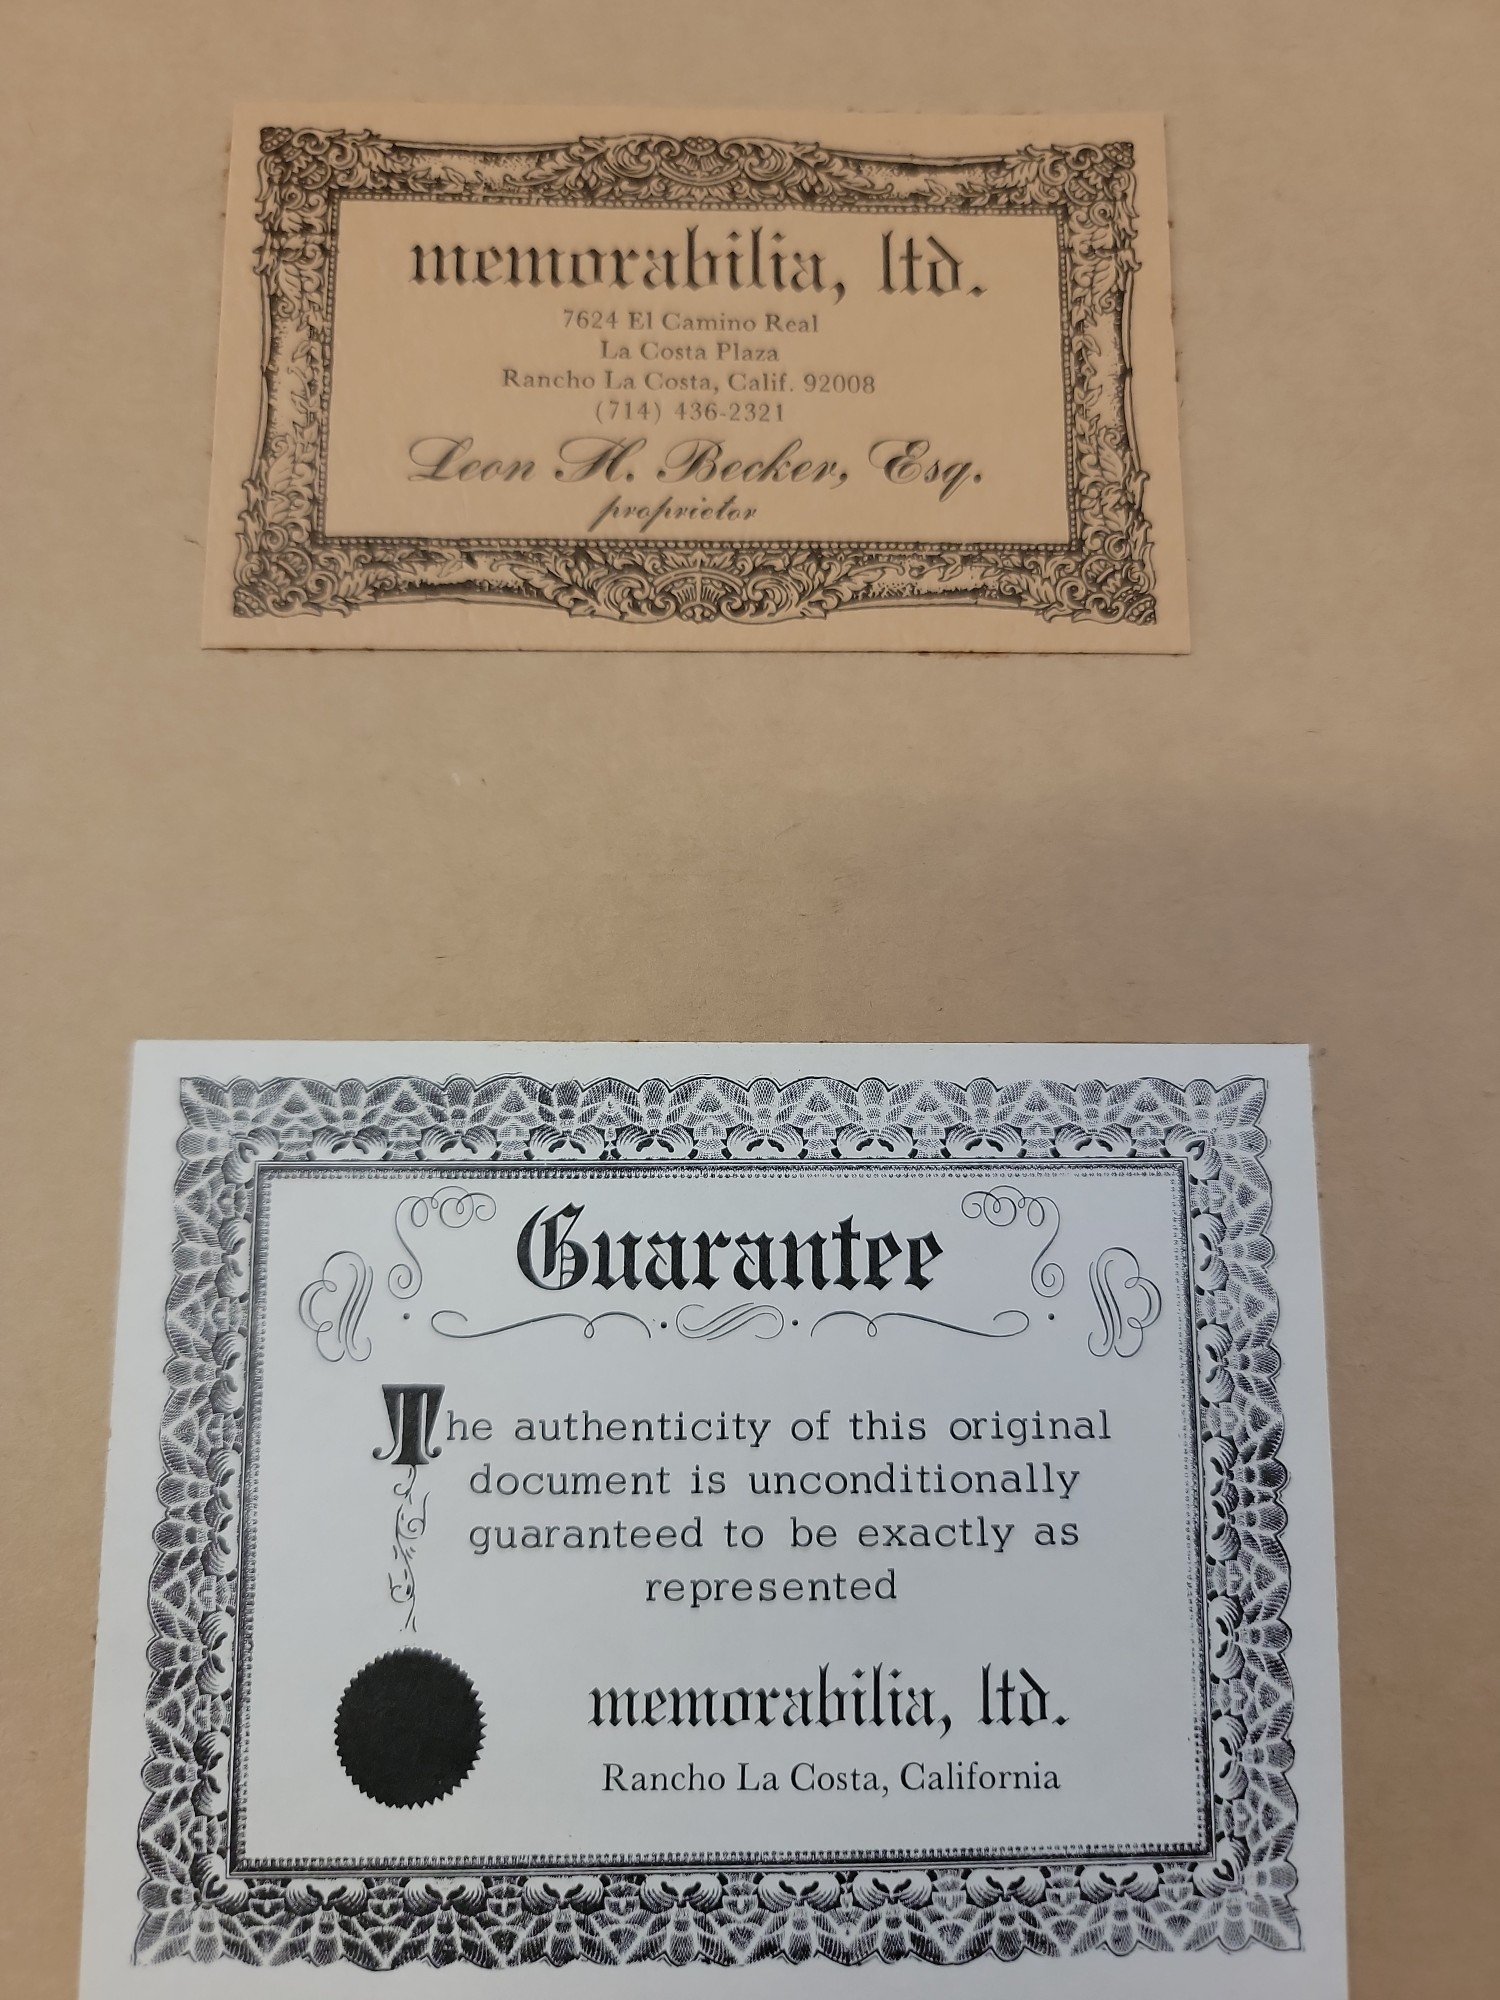 memorabilia, ltd.
7624 El Camino Real
La Costa Plaza
Rancho La Costa, Calif. 92008
(714) 436-2321
Leon H. Becker, Esq.
proprietor
Guarantee
The authenticity of this original
document is unconditionally
guaranteed to be exactly as
represented
memorabilia, ltd.
Rancho La Costa, California